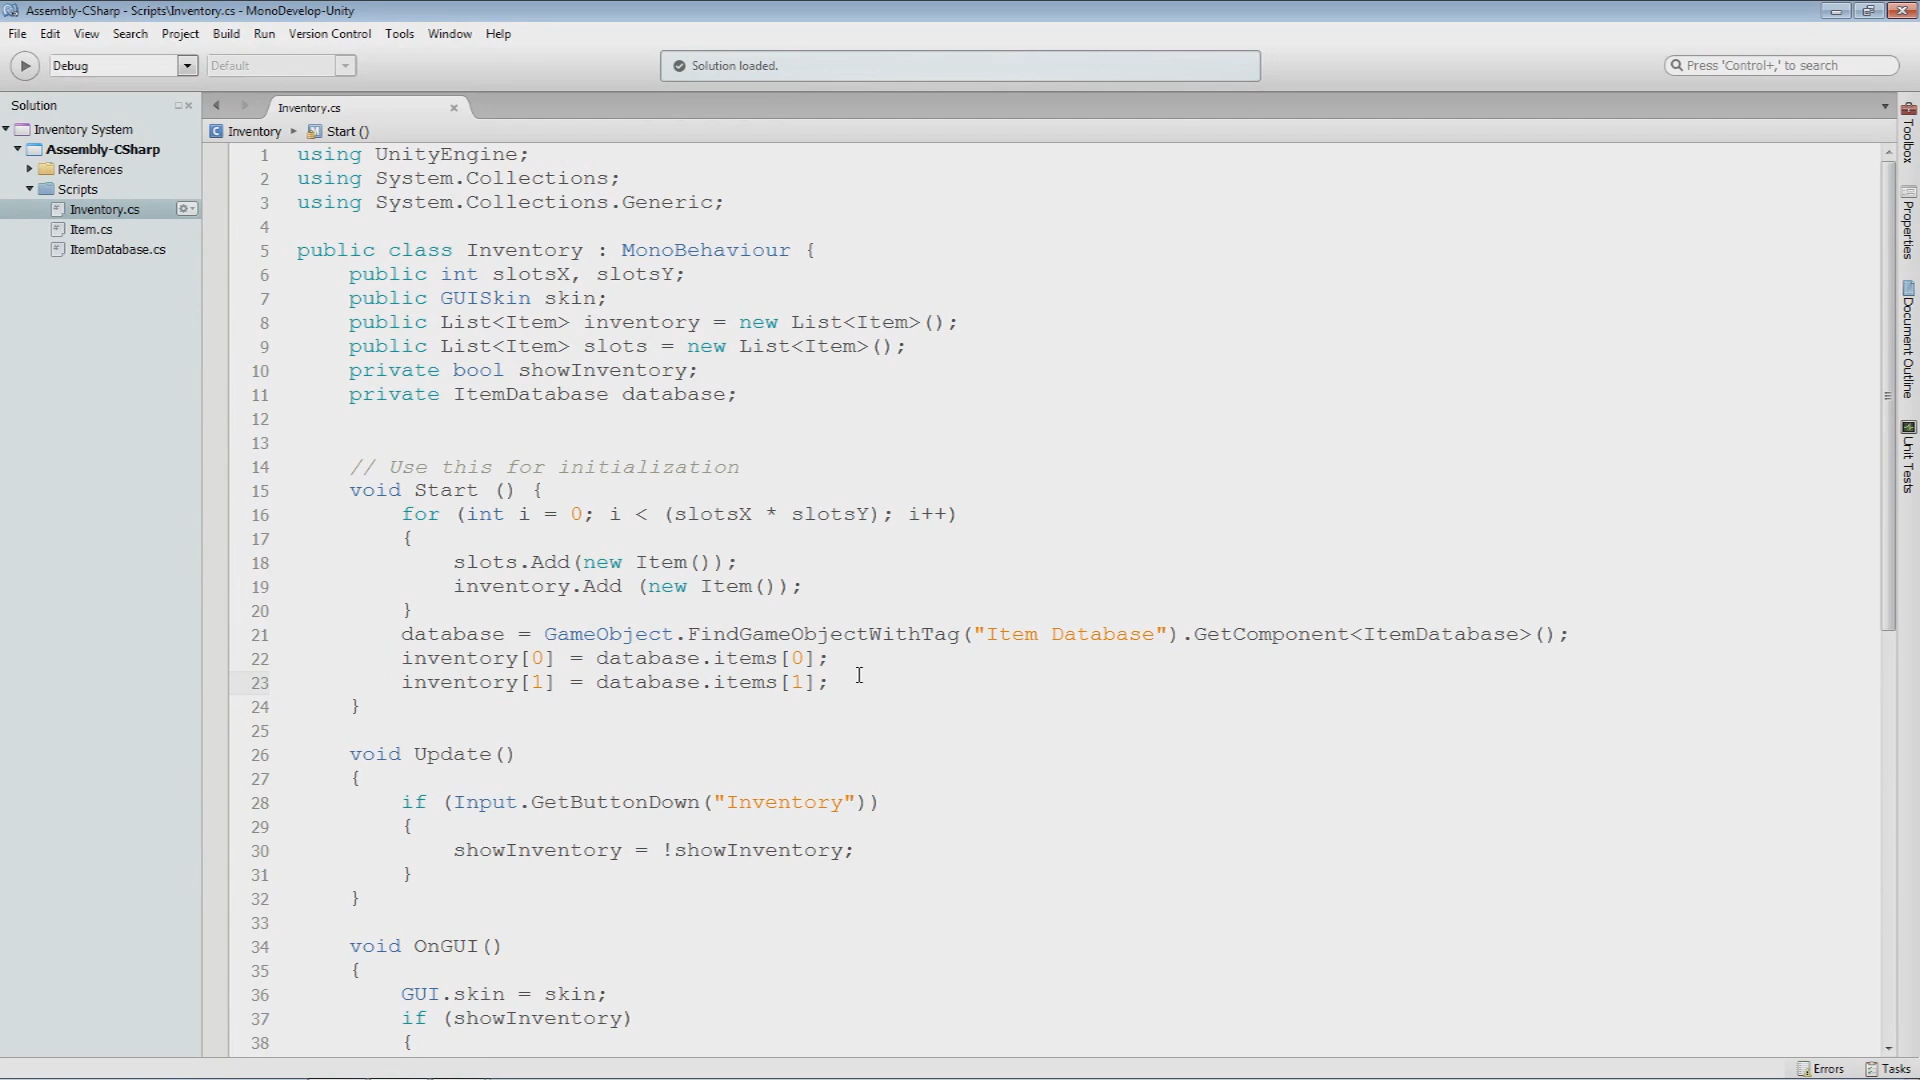 Assembly-CSharp - Scripts\Inventory.cs - MonoDevelop-Unity
File Edit View Search Project Build Run Version Control Tools Window Help
Debug Default Solution loaded. Press 'Control+,' to search
Solution Inventory.cs
Inventory Start ()
Inventory System
Assembly-CSharp
References
Scripts
Inventory.cs
Item.cs
ItemDatabase.cs
1 using UnityEngine;
2 using System.Collections;
3 using System.Collections.Generic;
4
5 public class Inventory : MonoBehaviour {
6 public int slotsX, slotsY;
7 public GUISkin skin;
8 public List<Item> inventory = new List<Item>();
9 public List<Item> slots = new List<Item>();
10 private bool showInventory;
11 private ItemDatabase database;
12
13
14 // Use this for initialization
15 void Start () {
16 for (int i = 0; i < (slotsX * slotsY); i++)
17 {
18 slots.Add(new Item());
19 inventory.Add (new Item());
20 }
21 database = GameObject.FindGameObjectWithTag("Item Database").GetComponent<ItemDatabase>();
22 inventory[0] = database.items[0];
23 inventory[1] = database.items[1];
24 }
25
26 void Update()
27 {
28 if (Input.GetButtonDown("Inventory"))
29 {
30 showInventory = !showInventory;
31 }
32 }
33
34 void OnGUI()
35 {
36 GUI.skin = skin;
37 if (showInventory)
38 {
Toolbox
Properties
Document Outline
Unit Tests
Errors Tasks